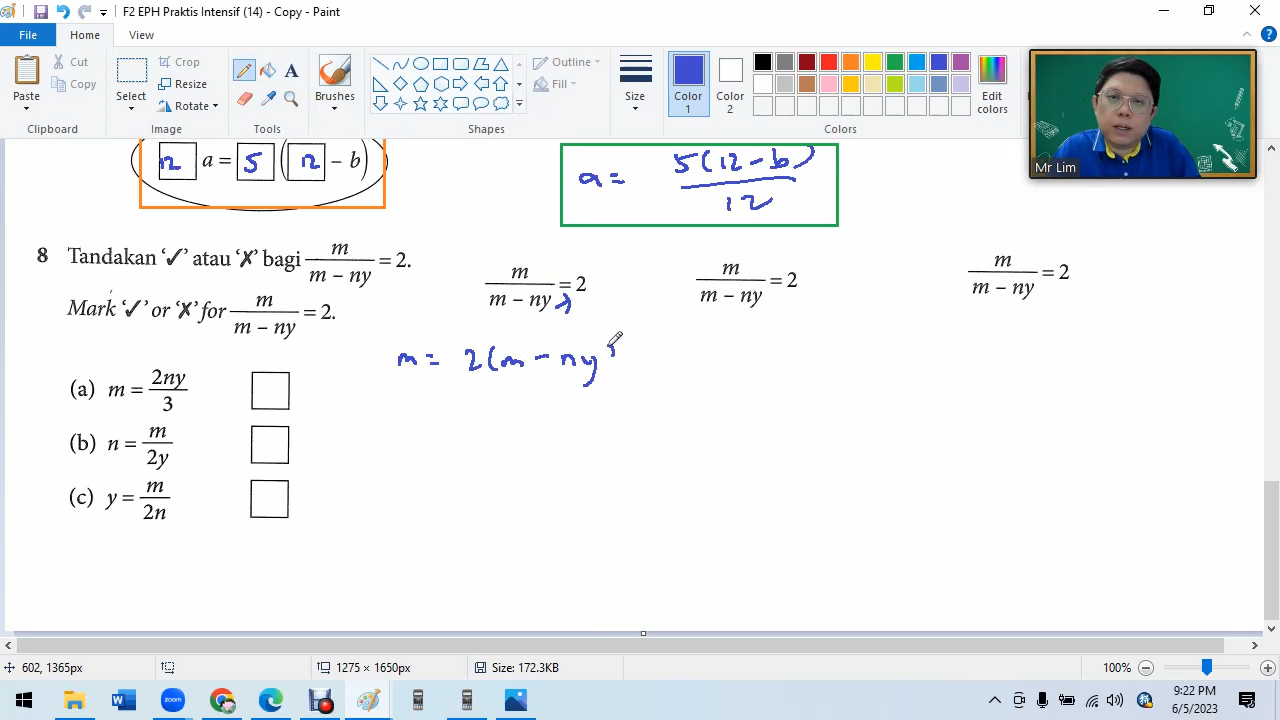 F2 EPH Praktis Intensif (14) - Copy - Paint
File Home View
Paste Cut Copy
Clipboard
Select Crop Resize Rotate
Image
Tools
Brushes
Outline Fill
Shapes
Size
Color 1 Color 2
Edit colors
Colors
Mr Lim
12 a = 5 (12 – b)
a = 5(12 - b) / 12
8 Tandakan ‘✓’ atau ‘✗’ bagi m / (m – ny) = 2.
Mark ‘✓’ or ‘✗’ for m / (m – ny) = 2.
m / (m – ny) = 2
m / (m – ny) = 2
m / (m – ny) = 2
m = 2(m - ny)
(a) m = 2ny / 3
(b) n = m / 2y
(c) y = m / 2n
602, 1365px
1275 × 1650px
Size: 172.3KB
100%
zoom
9:22 PM
6/5/2023